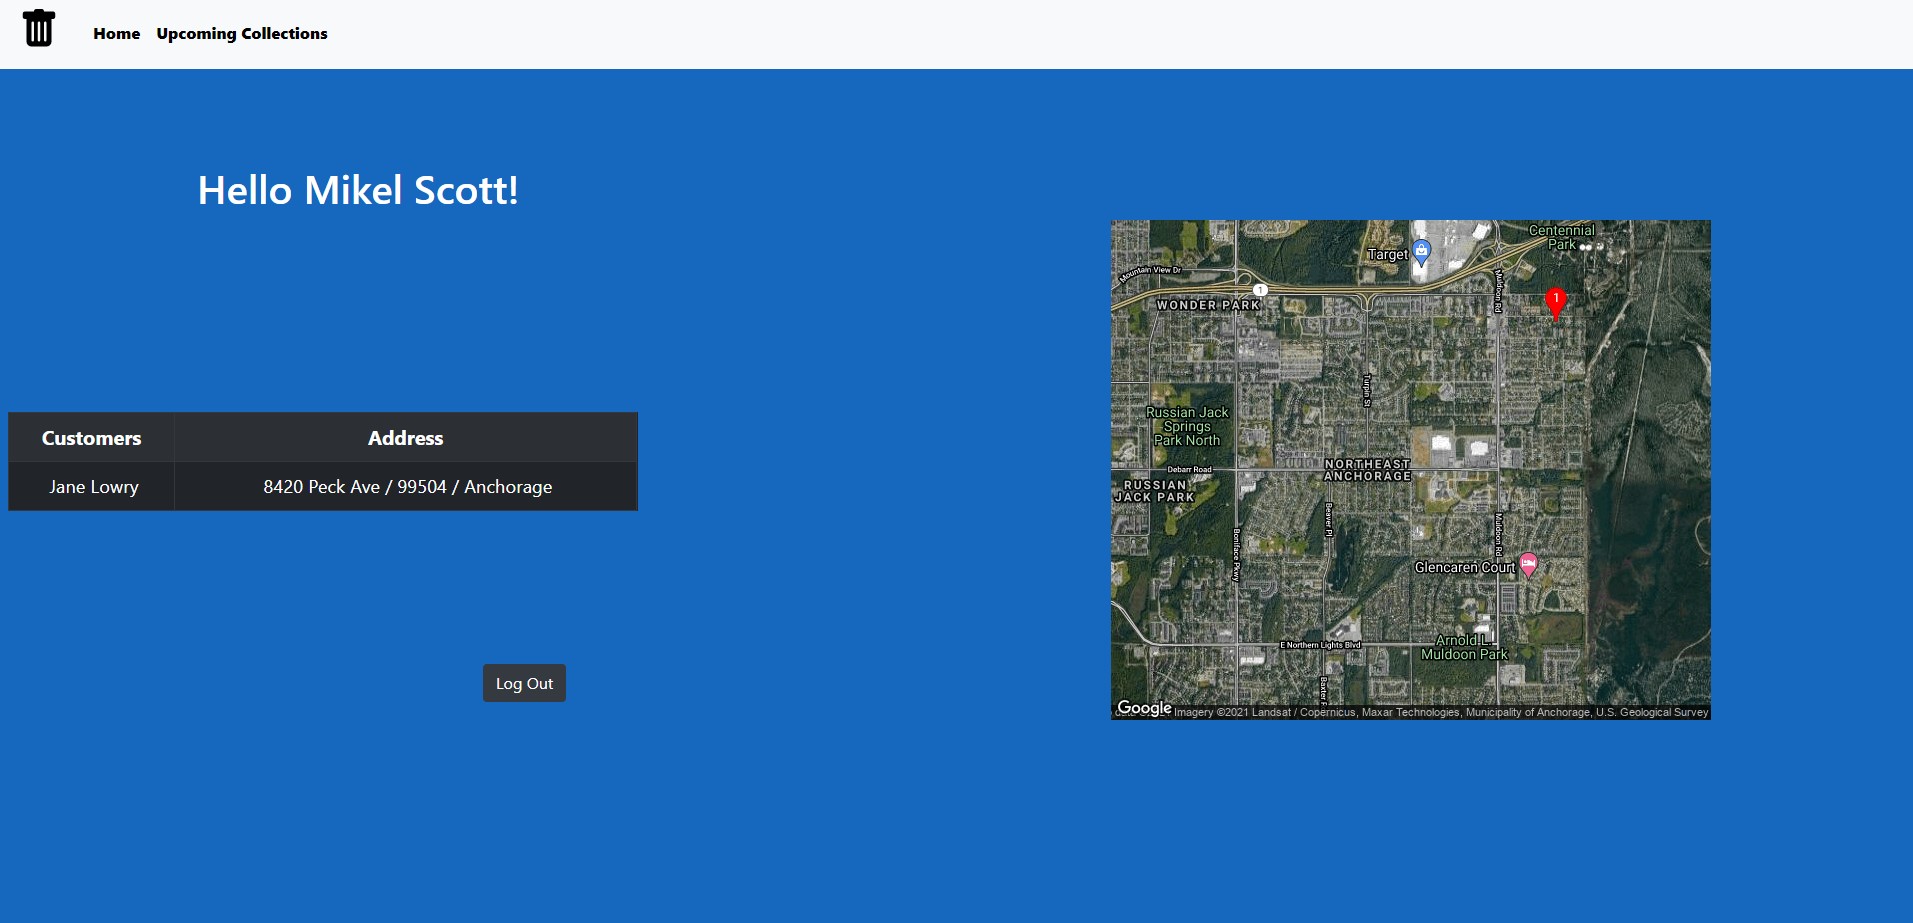 Home Upcoming Collections
Hello Mikel Scott!
Customers Address
Jane Lowry 8420 Peck Ave / 99504 / Anchorage
Log Out
Centennial
Park
Target
Mountain View Dr
1
WONDER PARK
Muldoon Rd
1
Turpin St
Russian Jack
Springs
Park North
Debarr Road
NORTHEAST
ANCHORAGE
RUSSIAN
JACK PARK
Boniface Pkwy
Beaver Pl
Muldoon Rd
Glencaren Court
E Northern Lights Blvd
Arnold L.
Muldoon Park
Baxter
Google
Imagery ©2021 Landsat / Copernicus, Maxar Technologies, Municipality of Anchorage, U.S. Geological Survey